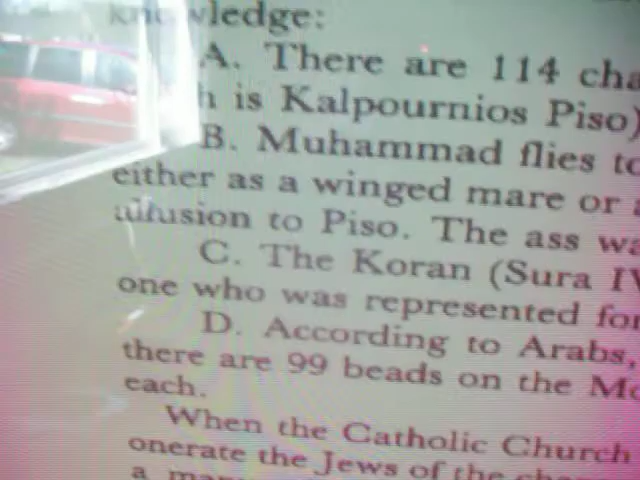 knowledge:
A. There are 114 cha
h is Kalpournios Piso)
B. Muhammad flies to
either as a winged mare or a
allusion to Piso. The ass wa
C. The Koran (Sura IV
one who was represented for
D. According to Arabs,
there are 99 beads on the Mo
each.
When the Catholic Church
onerate the Jews of the